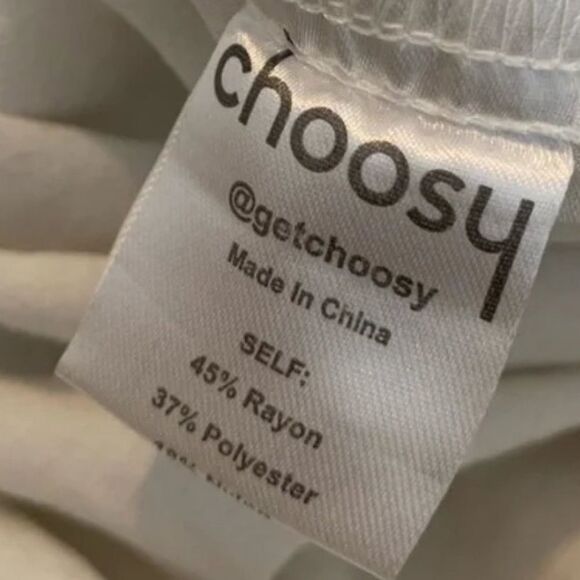 choosy
@getchoosy
Made In China
SELF:
45% Rayon
37% Polyester